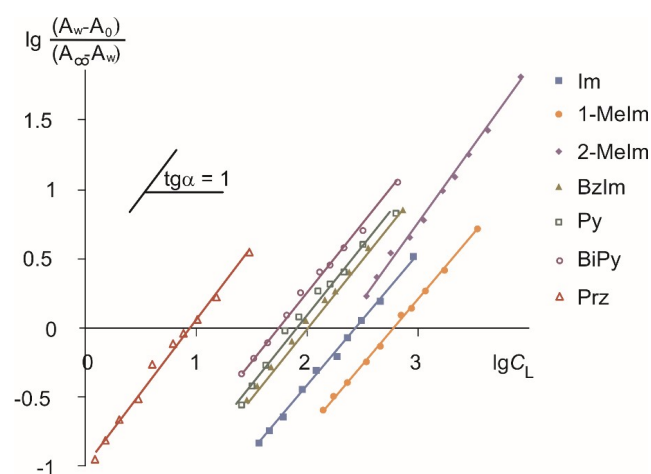 lg (Aw-A0)
(A∞-Aw)
1.5
1
0.5
0
-0.5
-1
tgα = 1
0
1
2
3
lgCL
Im
1-MeIm
2-MeIm
BzIm
Py
BiPy
Prz